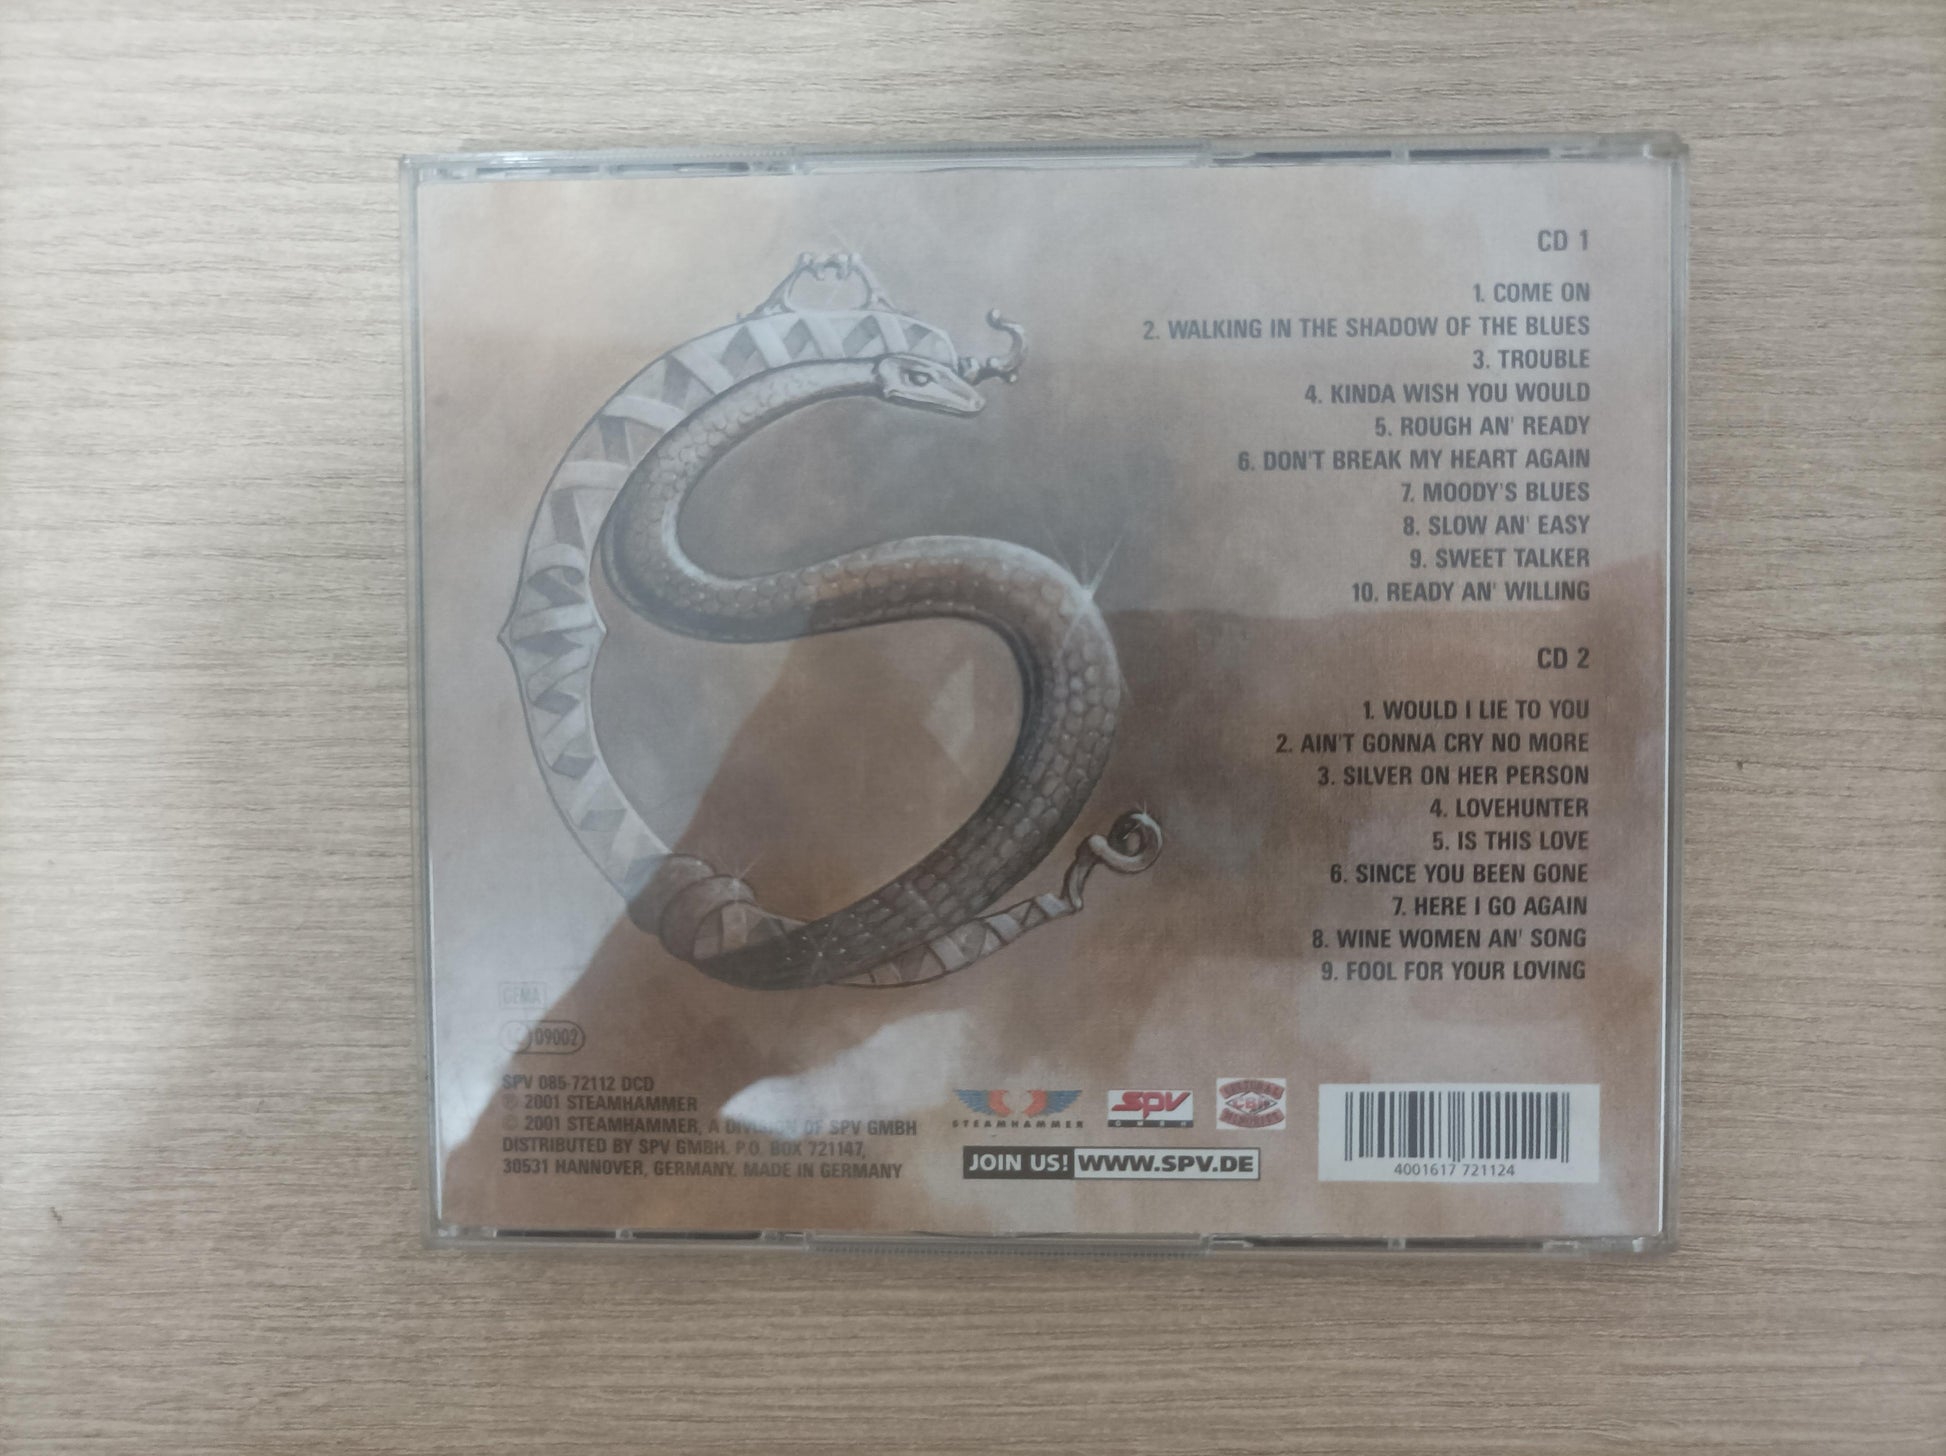 CD 1
1. COME ON
2. WALKING IN THE SHADOW OF THE BLUES
3. TROUBLE
4. KINDA WISH YOU WOULD
5. ROUGH AN' READY
6. DON'T BREAK MY HEART AGAIN
7. MOODY'S BLUES
8. SLOW AN' EASY
9. SWEET TALKER
10. READY AN' WILLING
CD 2
1. WOULD I LIE TO YOU
2. AIN'T GONNA CRY NO MORE
3. SILVER ON HER PERSON
4. LOVEHUNTER
5. IS THIS LOVE
6. SINCE YOU BEEN GONE
7. HERE I GO AGAIN
8. WINE WOMEN AN' SONG
9. FOOL FOR YOUR LOVING
GEMA
LC 09002
SPV 085-72112 DCD
℗ 2001 STEAMHAMMER
© 2001 STEAMHAMMER, A DIVISION OF SPV GMBH
DISTRIBUTED BY SPV GMBH. P.O. BOX 721147,
30531 HANNOVER, GERMANY. MADE IN GERMANY
STEAMHAMMER
SPV
GMBH
JOIN US! WWW.SPV.DE
4001617 721124